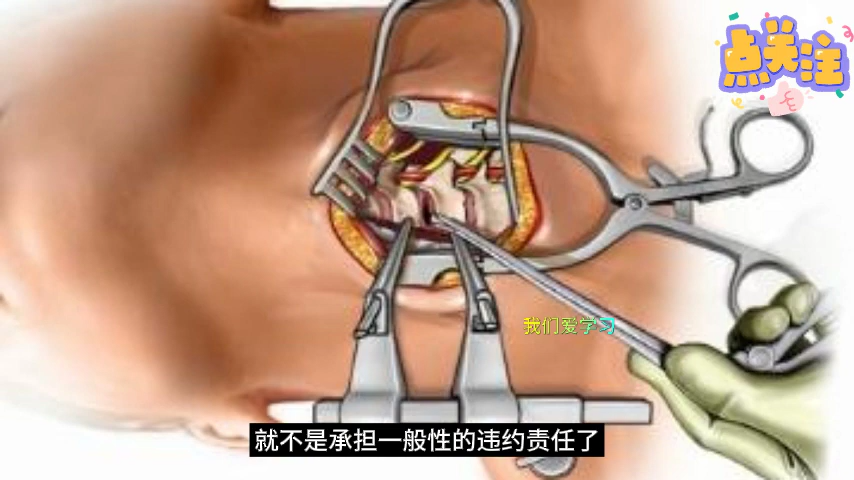 点关注
我们爱学习
就不是承担一般性的违约责任了